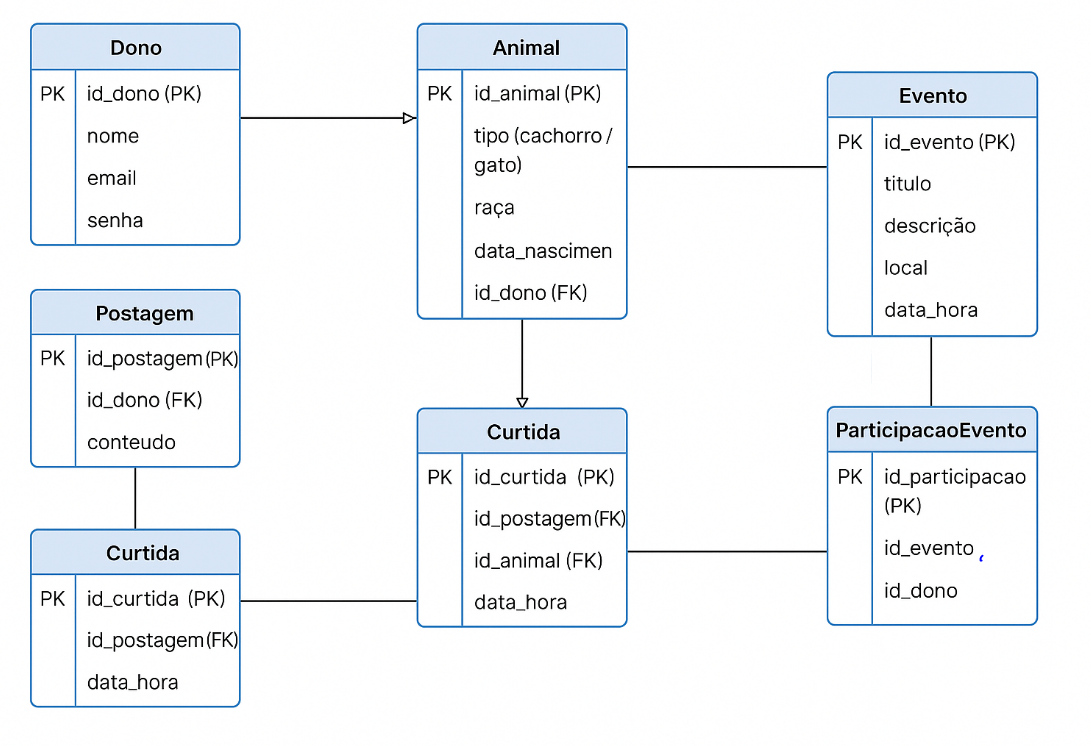 Dono
PK
id_dono (PK)
nome
email
senha
Animal
PK
id_animal (PK)
tipo (cachorro /
gato)
raça
data_nascimen
id_dono (FK)
Evento
PK
id_evento (PK)
titulo
descrição
local
data_hora
Postagem
PK
id_postagem (PK)
id_dono (FK)
conteudo
Curtida
PK
id_curtida (PK)
id_postagem (FK)
id_animal (FK)
data_hora
ParticipacaoEvento
PK
id_participacao
(PK)
id_evento
id_dono
Curtida
PK
id_curtida (PK)
id_postagem (FK)
data_hora